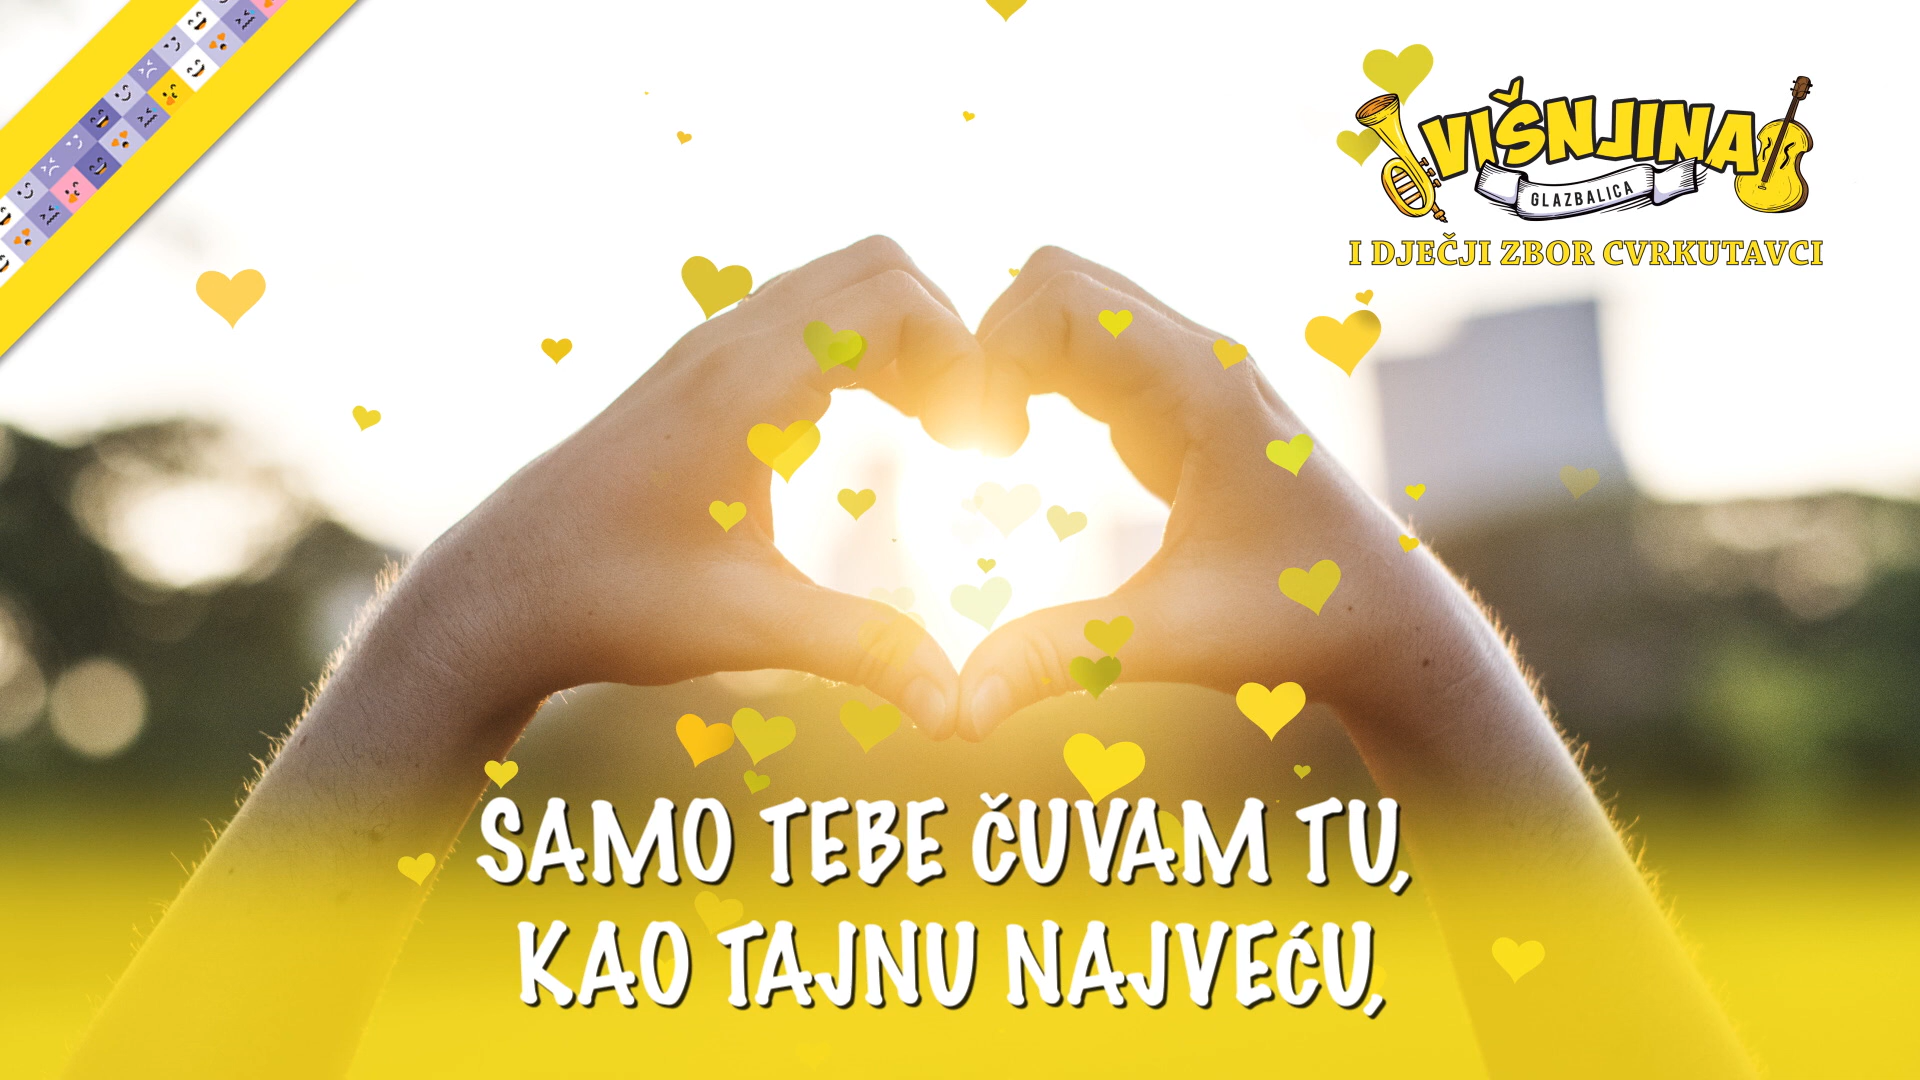 VIŠNJINA
GLAZBALICA
I DJEČJI ZBOR CVRKUTAVCI
SAMO TEBE ČUVAM TU,
KAO TAJNU NAJVEĆU,